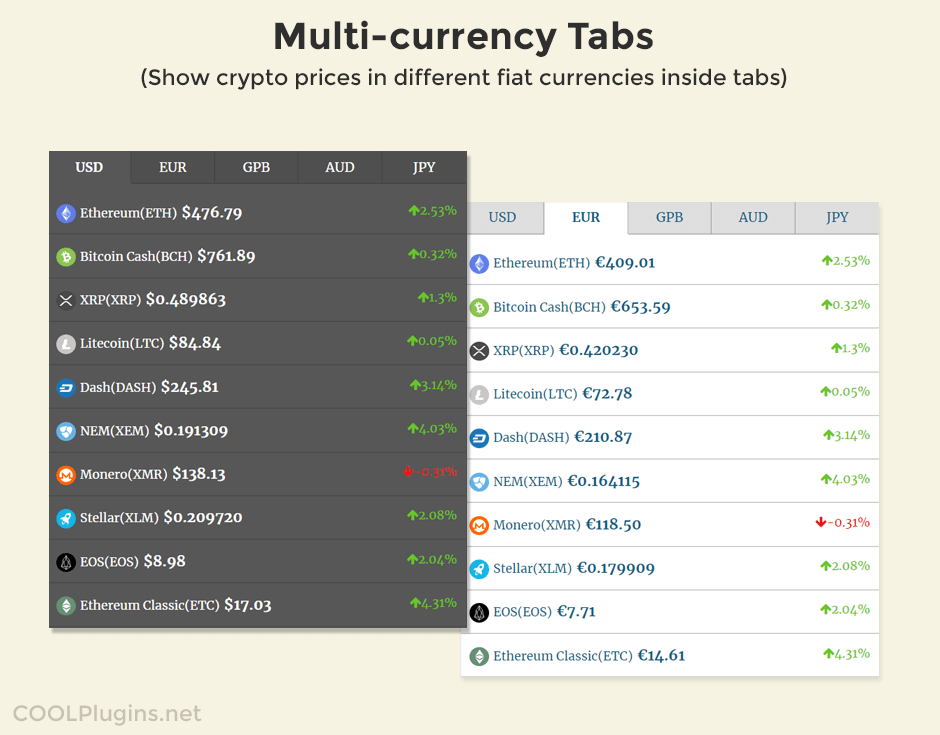 Multi-currency Tabs
(Show crypto prices in different fiat currencies inside tabs)
USD EUR GPB AUD JPY
Ethereum(ETH) $476.79 2.53%
Bitcoin Cash(BCH) $761.89 0.32%
XRP(XRP) $0.489863 1.3%
Litecoin(LTC) $84.84 0.05%
Dash(DASH) $245.81 3.14%
NEM(XEM) $0.191309 4.03%
Monero(XMR) $138.13 -0.31%
Stellar(XLM) $0.209720 2.08%
EOS(EOS) $8.98 2.04%
Ethereum Classic(ETC) $17.03 4.31%
USD EUR GPB AUD JPY
Ethereum(ETH) €409.01 2.53%
Bitcoin Cash(BCH) €653.59 0.32%
XRP(XRP) €0.420230 1.3%
Litecoin(LTC) €72.78 0.05%
Dash(DASH) €210.87 3.14%
NEM(XEM) €0.164115 4.03%
Monero(XMR) €118.50 -0.31%
Stellar(XLM) €0.179909 2.08%
EOS(EOS) €7.71 2.04%
Ethereum Classic(ETC) €14.61 4.31%
COOLPlugins.net